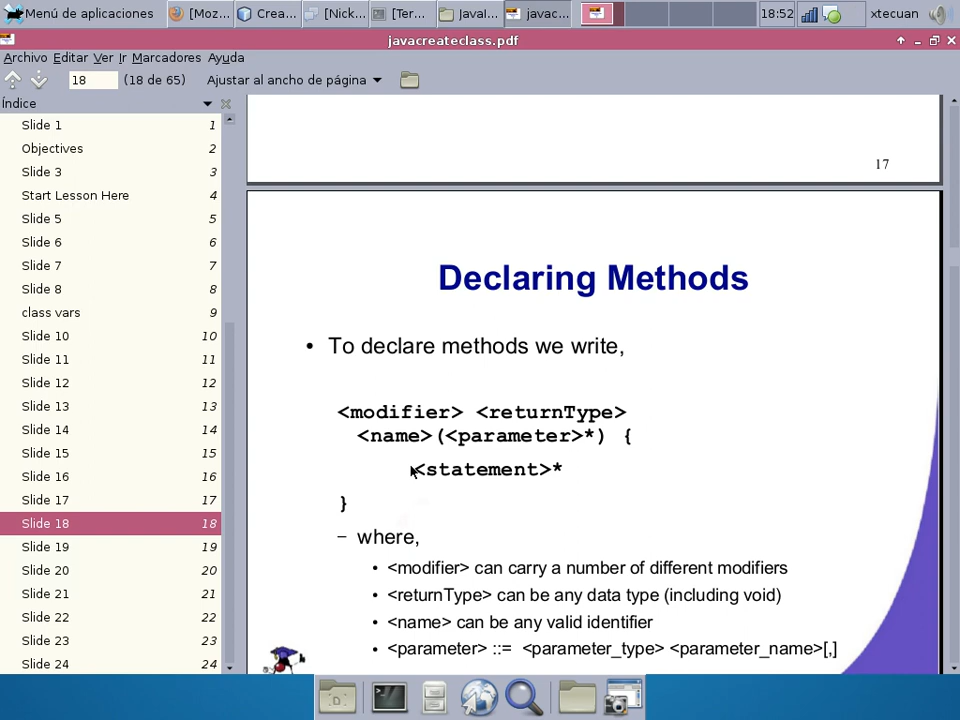 Menú de aplicaciones [Moz... Crea... [Nick... [Ter... JavaI... javac... 18:52 xtecuan
javacreateclass.pdf
Archivo Editar Ver Ir Marcadores Ayuda
18 (18 de 65) Ajustar al ancho de página
Índice
Slide 1 1
Objectives 2
Slide 3 3
Start Lesson Here 4
Slide 5 5
Slide 6 6
Slide 7 7
Slide 8 8
class vars 9
Slide 10 10
Slide 11 11
Slide 12 12
Slide 13 13
Slide 14 14
Slide 15 15
Slide 16 16
Slide 17 17
Slide 18 18
Slide 19 19
Slide 20 20
Slide 21 21
Slide 22 22
Slide 23 23
Slide 24 24
17
Declaring Methods
• To declare methods we write,
<modifier> <returnType>
<name>(<parameter>*) {
<statement>*
}
– where,
• <modifier> can carry a number of different modifiers
• <returnType> can be any data type (including void)
• <name> can be any valid identifier
• <parameter> ::= <parameter_type> <parameter_name>[,]